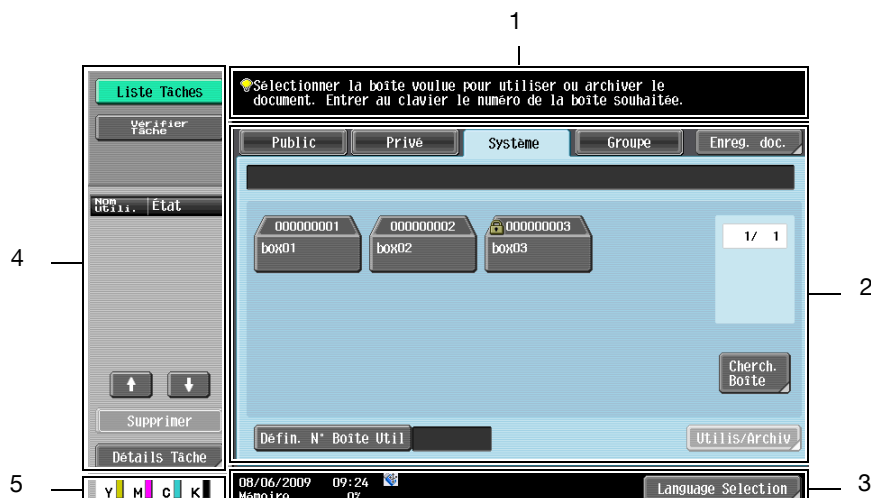 1
Liste Tâches
Vérifier
Tâche
Nom
Utili. État
Supprimer
Détails Tâche
Sélectionner la boîte voulue pour utiliser ou archiver le
document. Entrer au clavier le numéro de la boîte souhaitée.
Public Privé Système Groupe Enreg. doc.
000000001 000000002 000000003
box01 box02 box03
1/ 1
Cherch.
Boîte
Défin. N° Boîte Util
Utilis/Archiv
4
2
5
Y M C K
08/06/2009 09:24
Mémoire 0%
Language Selection
3